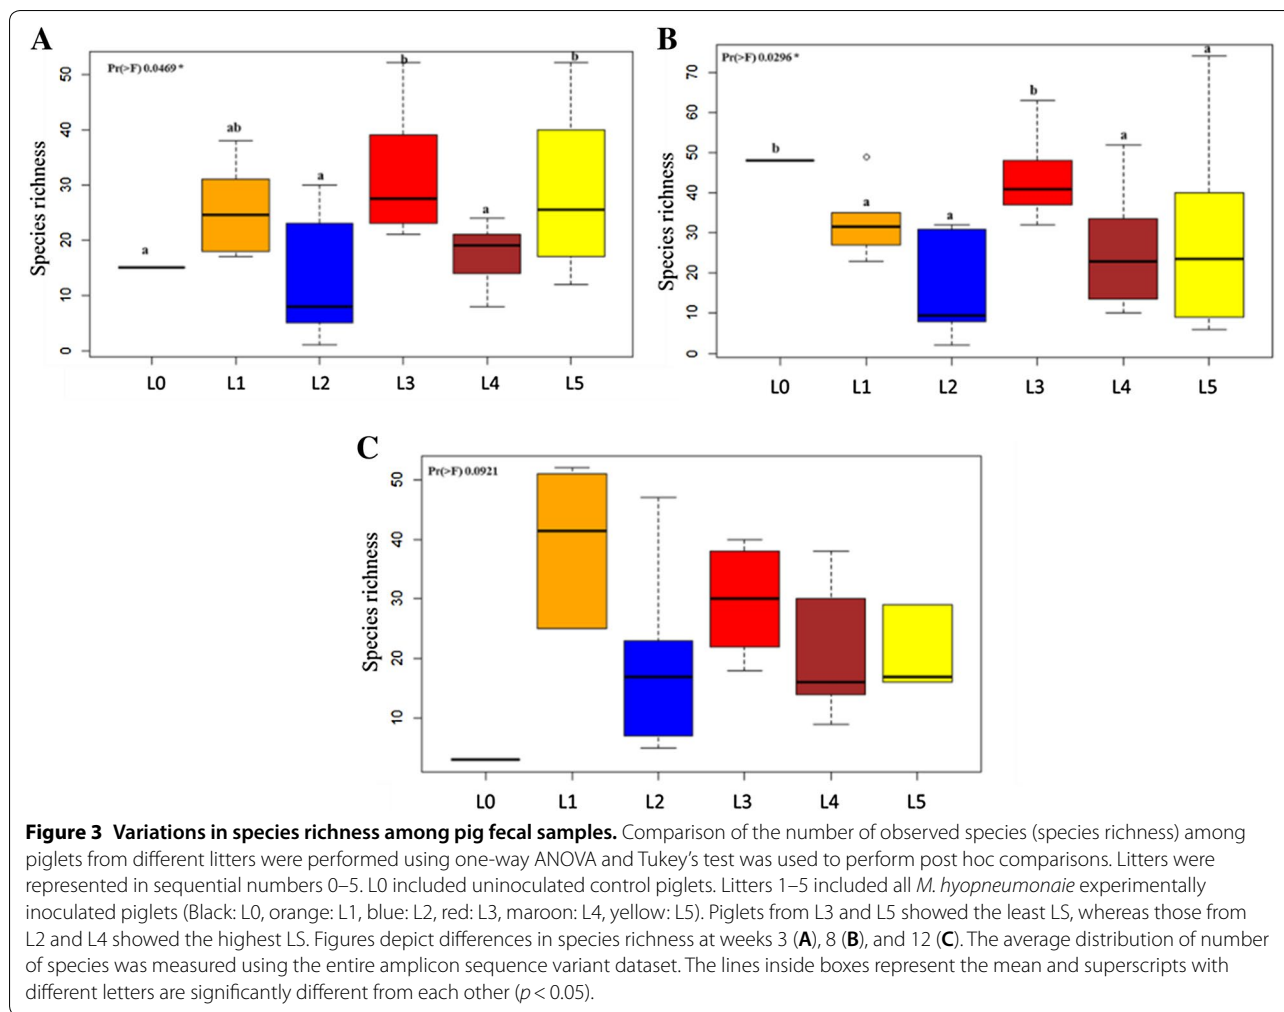 A
Pr(>F) 0.0469 *
Species richness
50
40
30
20
10
0
a
ab
a
b
a
b
L0 L1 L2 L3 L4 L5
B
Pr(>F) 0.0296 *
Species richness
70
60
50
40
30
20
10
0
b
a
a
b
a
a
L0 L1 L2 L3 L4 L5
C
Pr(>F) 0.0921
Species richness
50
40
30
20
10
L0 L1 L2 L3 L4 L5
Figure 3 Variations in species richness among pig fecal samples. Comparison of the number of observed species (species richness) among
piglets from different litters were performed using one-way ANOVA and Tukey's test was used to perform post hoc comparisons. Litters were
represented in sequential numbers 0–5. L0 included uninoculated control piglets. Litters 1–5 included all M. hyopneumonaie experimentally
inoculated piglets (Black: L0, orange: L1, blue: L2, red: L3, maroon: L4, yellow: L5). Piglets from L3 and L5 showed the least LS, whereas those from
L2 and L4 showed the highest LS. Figures depict differences in species richness at weeks 3 (A), 8 (B), and 12 (C). The average distribution of number
of species was measured using the entire amplicon sequence variant dataset. The lines inside boxes represent the mean and superscripts with
different letters are significantly different from each other (p < 0.05).